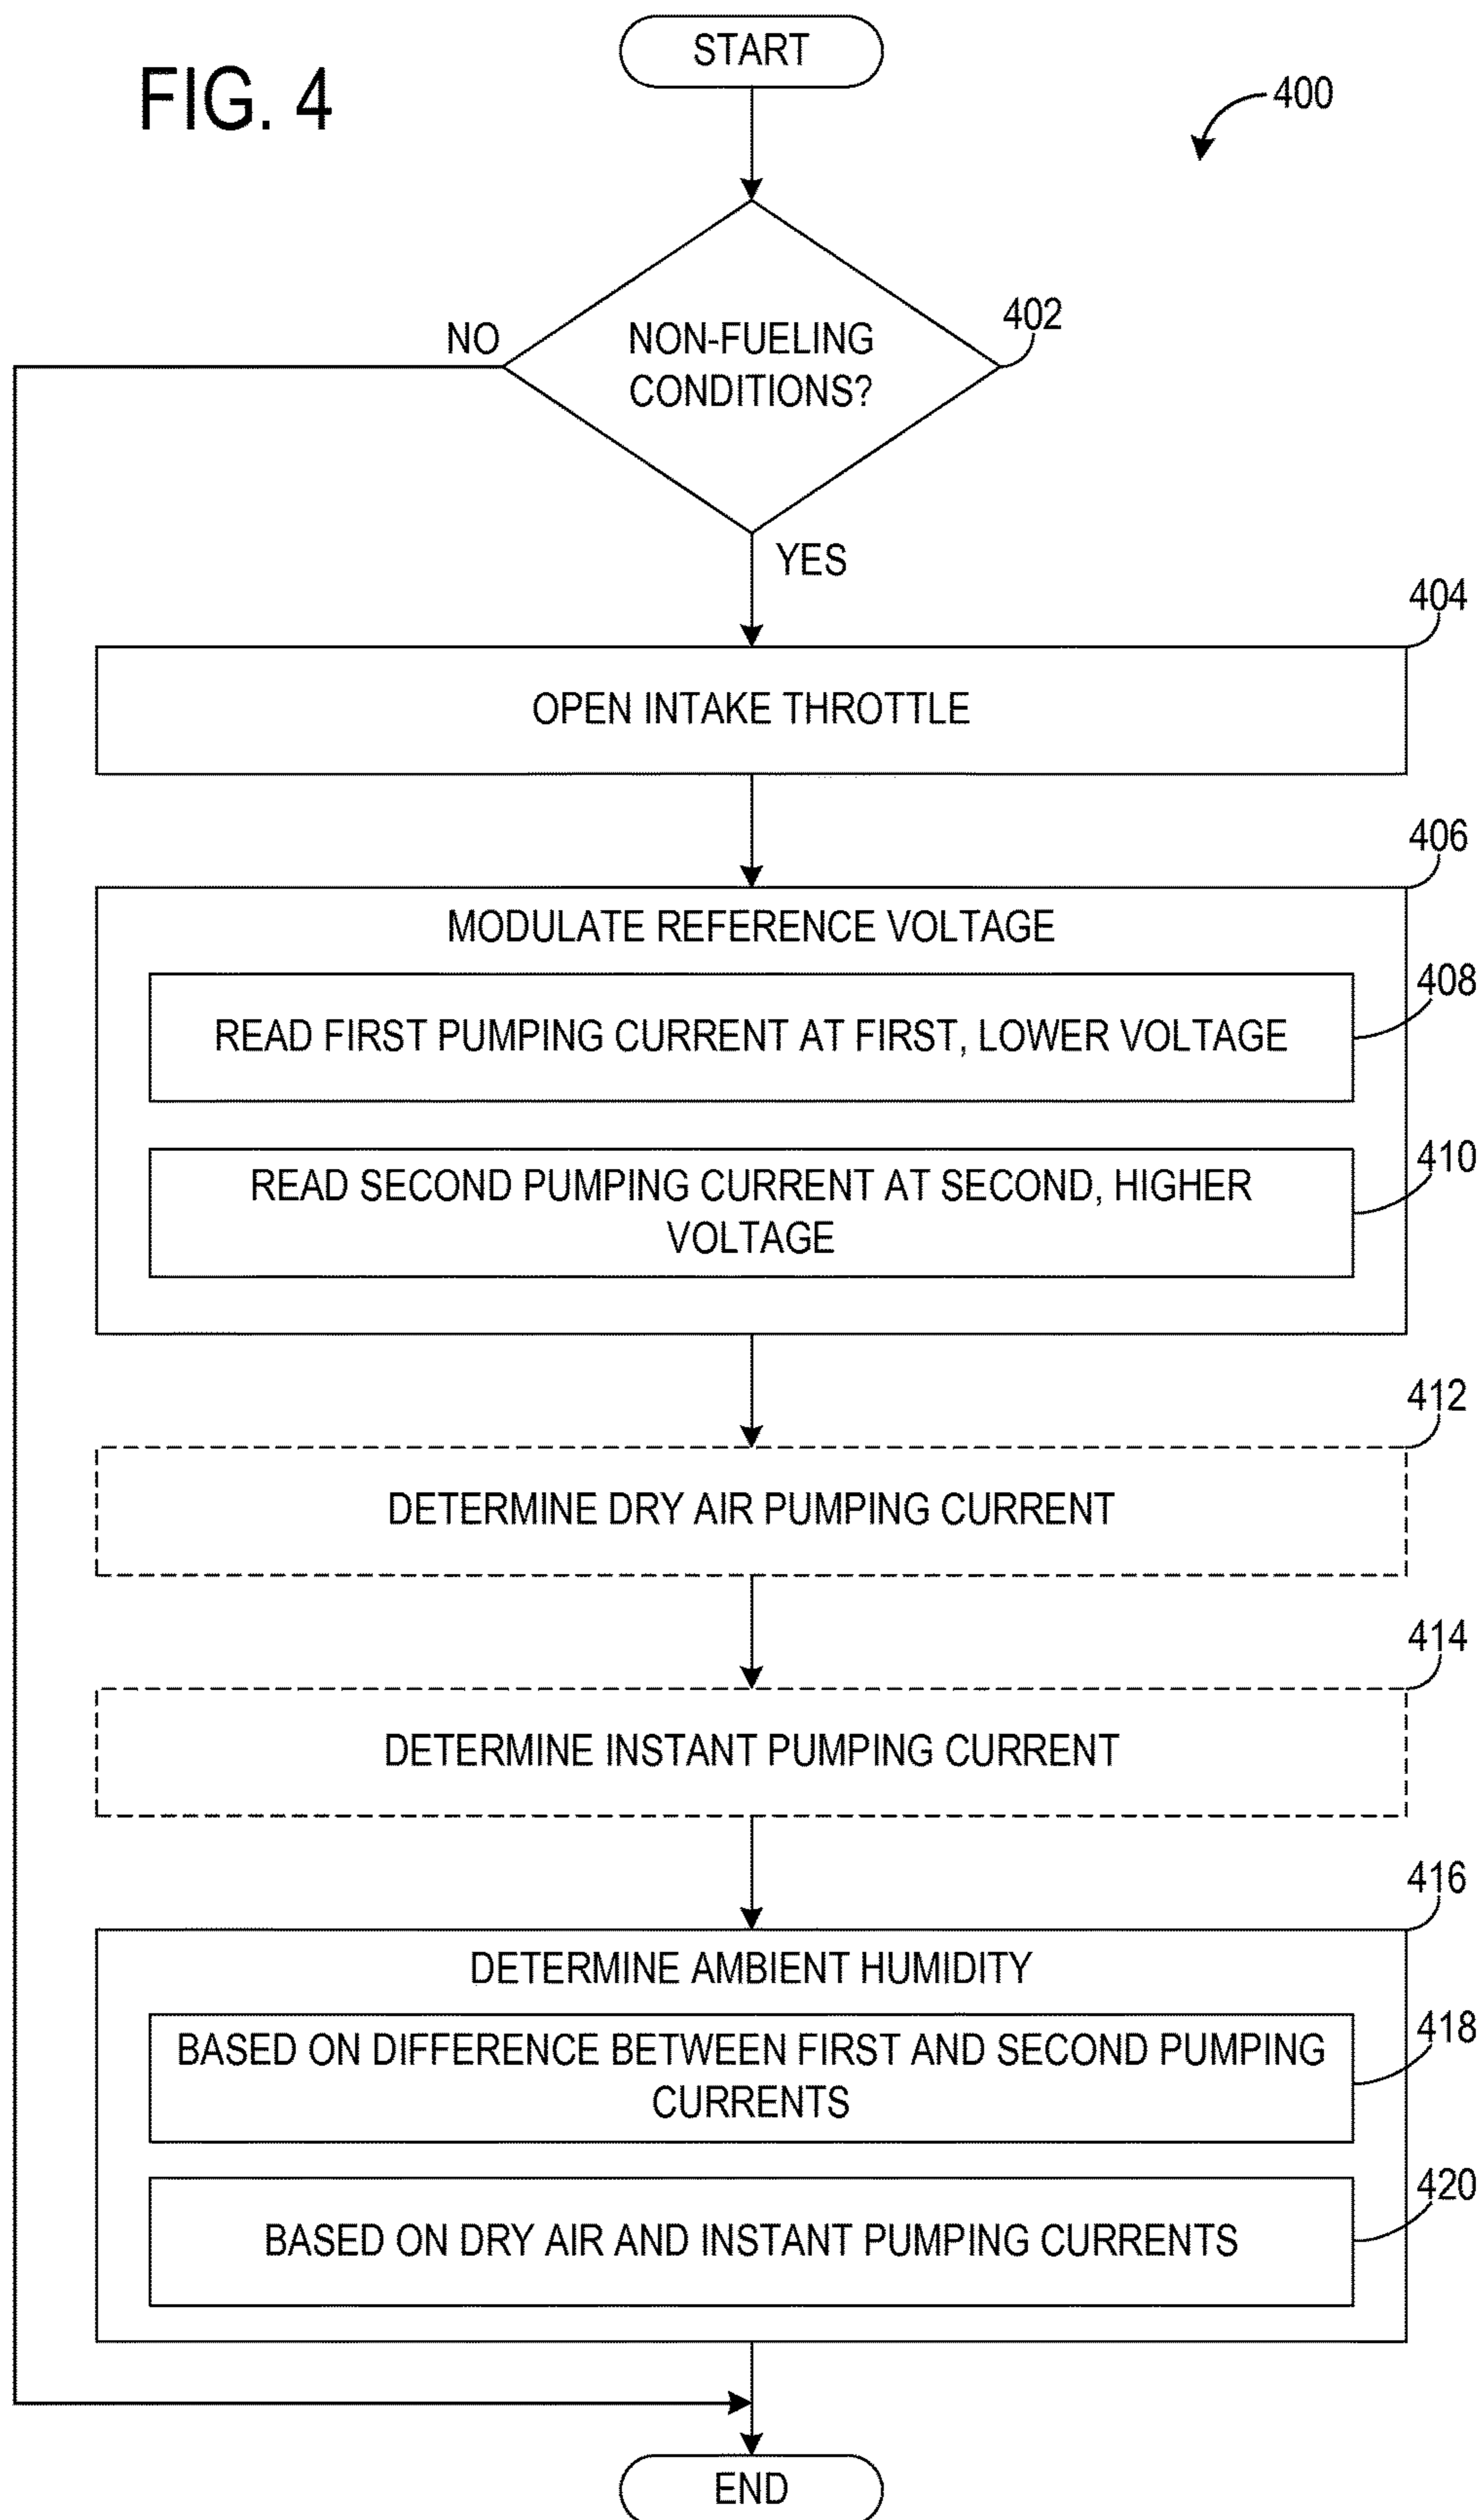 START
FIG. 4
400
NO
NON-FUELING
CONDITIONS?
402
YES
404
OPEN INTAKE THROTTLE
406
MODULATE REFERENCE VOLTAGE
408
READ FIRST PUMPING CURRENT AT FIRST, LOWER VOLTAGE
410
READ SECOND PUMPING CURRENT AT SECOND, HIGHER
VOLTAGE
412
DETERMINE DRY AIR PUMPING CURRENT
414
DETERMINE INSTANT PUMPING CURRENT
416
DETERMINE AMBIENT HUMIDITY
418
BASED ON DIFFERENCE BETWEEN FIRST AND SECOND PUMPING
CURRENTS
420
BASED ON DRY AIR AND INSTANT PUMPING CURRENTS
END